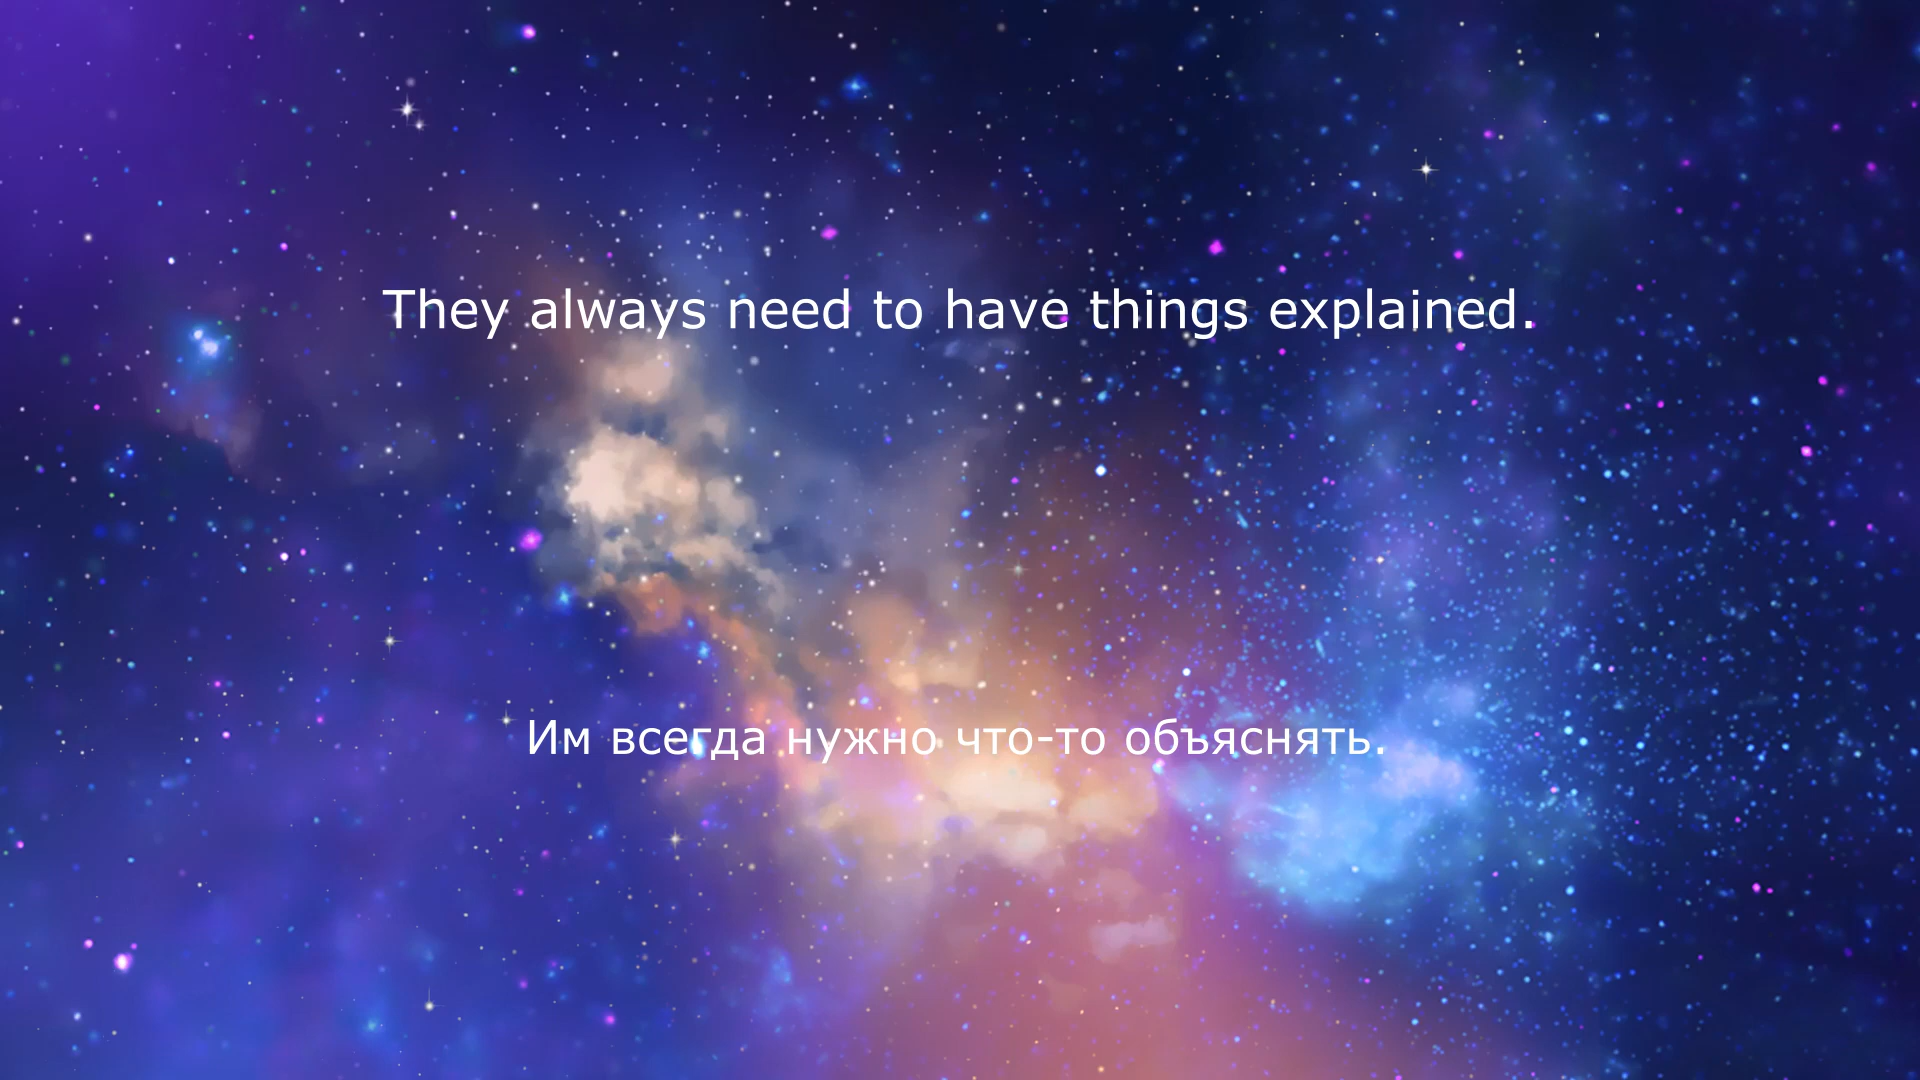 They always need to have things explained.
Им всегда нужно что-то объяснять.